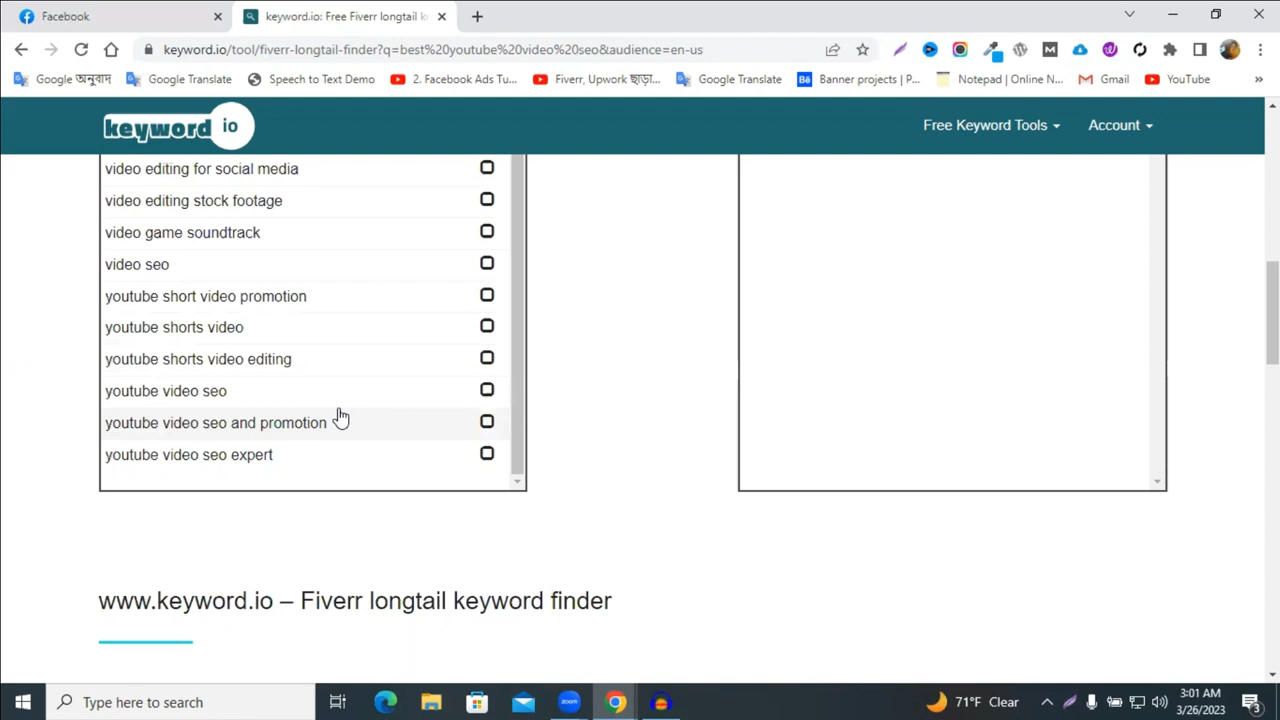 Facebook
keyword.io: Free Fiverr longtail k
keyword.io/tool/fiverr-longtail-finder?q=best%20youtube%20video%20seo&audience=en-us
Google অনুবাদ
Google Translate
Speech to Text Demo
2. Facebook Ads Tu...
Fiverr, Upwork ছাড়া...
Google Translate
Banner projects | P...
Notepad | Online N...
Gmail
YouTube
»
keyword io
Free Keyword Tools
Account
video editing for social media
video editing stock footage
video game soundtrack
video seo
youtube short video promotion
youtube shorts video
youtube shorts video editing
youtube video seo
youtube video seo and promotion
youtube video seo expert
www.keyword.io – Fiverr longtail keyword finder
Type here to search
zoom
71°F Clear
3:01 AM
3/26/2023
3